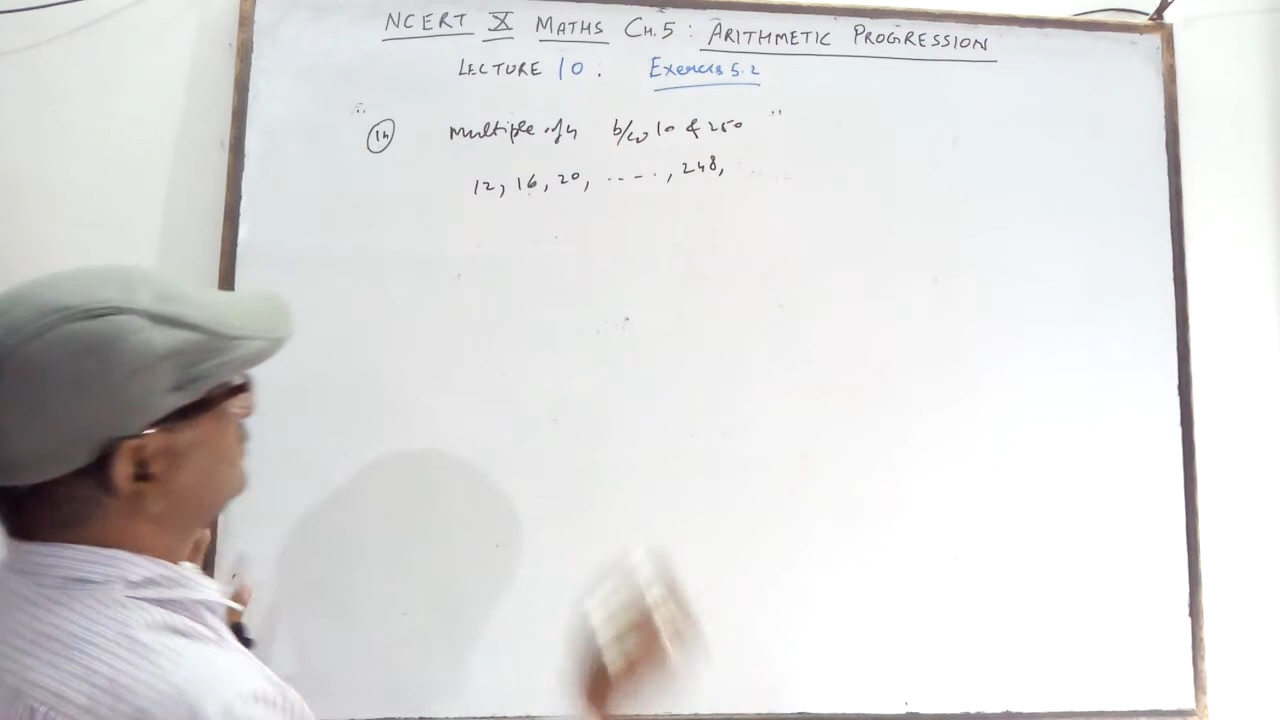 NCERT X MATHS Ch.5 : ARITHMETIC PROGRESSION
LECTURE 10 : Exercis 5.2
14 Multiple of 4 b/w 10 & 250
12, 16, 20, ....., 248,